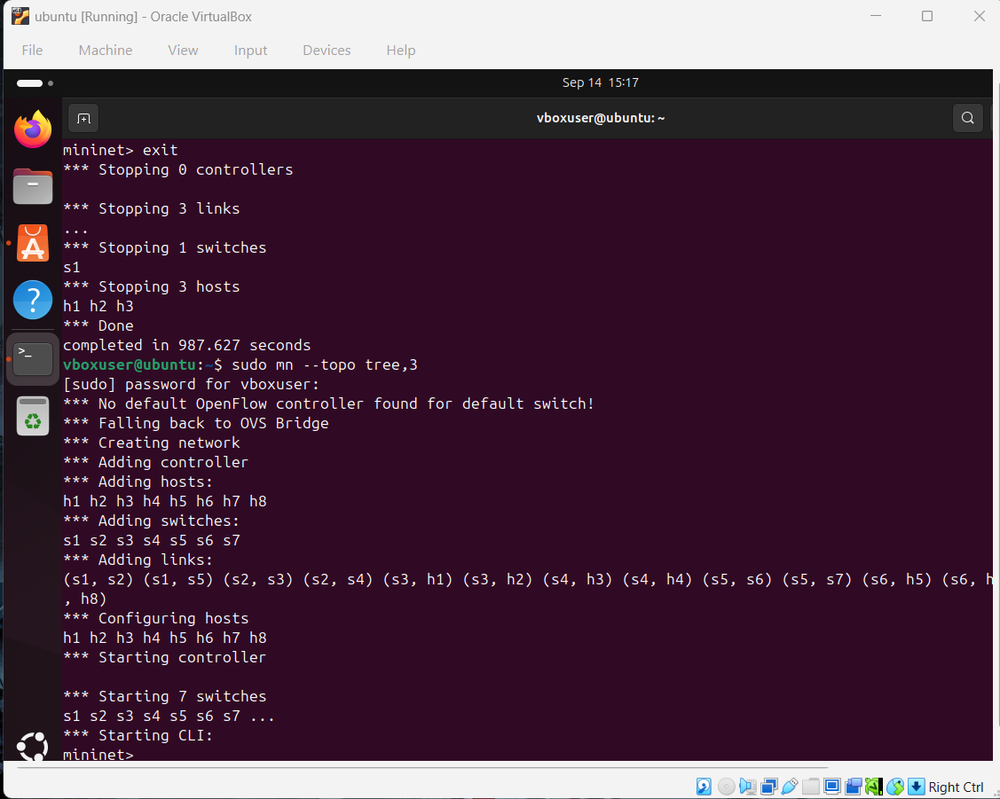 ubuntu [Running] - Oracle VirtualBox
File Machine View Input Devices Help
Sep 14 15:17
vboxuser@ubuntu: ~
mininet> exit
*** Stopping 0 controllers
*** Stopping 3 links
...
*** Stopping 1 switches
s1
*** Stopping 3 hosts
h1 h2 h3
*** Done
completed in 987.627 seconds
vboxuser@ubuntu:~$ sudo mn --topo tree,3
[sudo] password for vboxuser:
*** No default OpenFlow controller found for default switch!
*** Falling back to OVS Bridge
*** Creating network
*** Adding controller
*** Adding hosts:
h1 h2 h3 h4 h5 h6 h7 h8
*** Adding switches:
s1 s2 s3 s4 s5 s6 s7
*** Adding links:
(s1, s2) (s1, s5) (s2, s3) (s2, s4) (s3, h1) (s3, h2) (s4, h3) (s4, h4) (s5, s6) (s5, s7) (s6, h5) (s6, h
, h8)
*** Configuring hosts
h1 h2 h3 h4 h5 h6 h7 h8
*** Starting controller
*** Starting 7 switches
s1 s2 s3 s4 s5 s6 s7 ...
*** Starting CLI:
mininet>
Right Ctrl